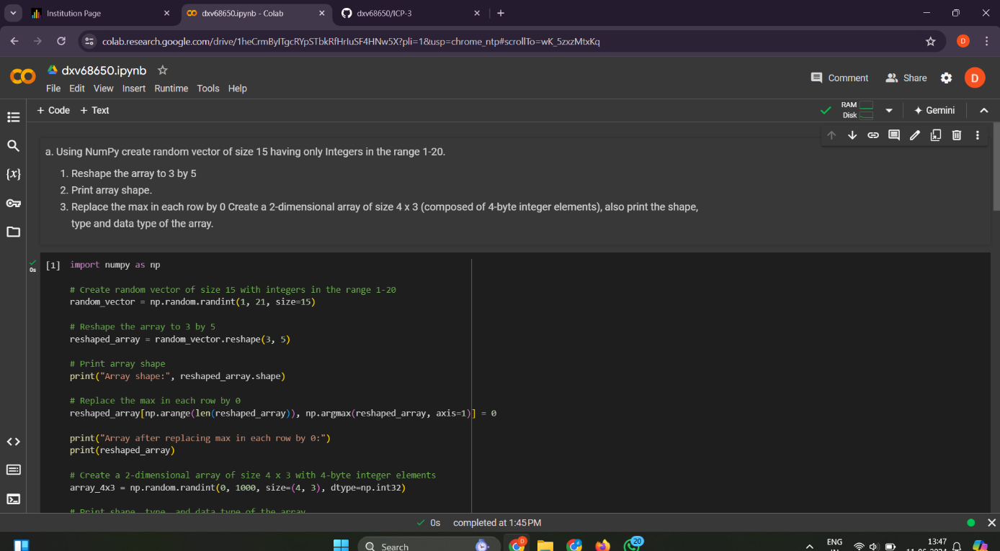 Institution Page
dxv68650.ipynb - Colab
dxv68650/ICP-3
colab.research.google.com/drive/1heCrmByITgcRYpSTbkRfHrIuSF4HNw5X?pli=1&usp=chrome_ntp#scrollTo=wK_5zxzMtxKq
D
dxv68650.ipynb
Comment
Share
D
File Edit View Insert Runtime Tools Help
+ Code + Text
RAM
Disk
Gemini
{x}
a. Using NumPy create random vector of size 15 having only Integers in the range 1-20.
1. Reshape the array to 3 by 5
2. Print array shape.
3. Replace the max in each row by 0 Create a 2-dimensional array of size 4 x 3 (composed of 4-byte integer elements), also print the shape,
type and data type of the array.
0s
[1] import numpy as np
# Create random vector of size 15 with integers in the range 1-20
random_vector = np.random.randint(1, 21, size=15)
# Reshape the array to 3 by 5
reshaped_array = random_vector.reshape(3, 5)
# Print array shape
print("Array shape:", reshaped_array.shape)
# Replace the max in each row by 0
reshaped_array[np.arange(len(reshaped_array)), np.argmax(reshaped_array, axis=1)] = 0
print("Array after replacing max in each row by 0:")
print(reshaped_array)
# Create a 2-dimensional array of size 4 x 3 with 4-byte integer elements
array_4x3 = np.random.randint(0, 1000, size=(4, 3), dtype=np.int32)
# Print shape, type, and data type of the array
0s completed at 1:45 PM
Search
D
20
ENG
IN
13:47
11-06-2024